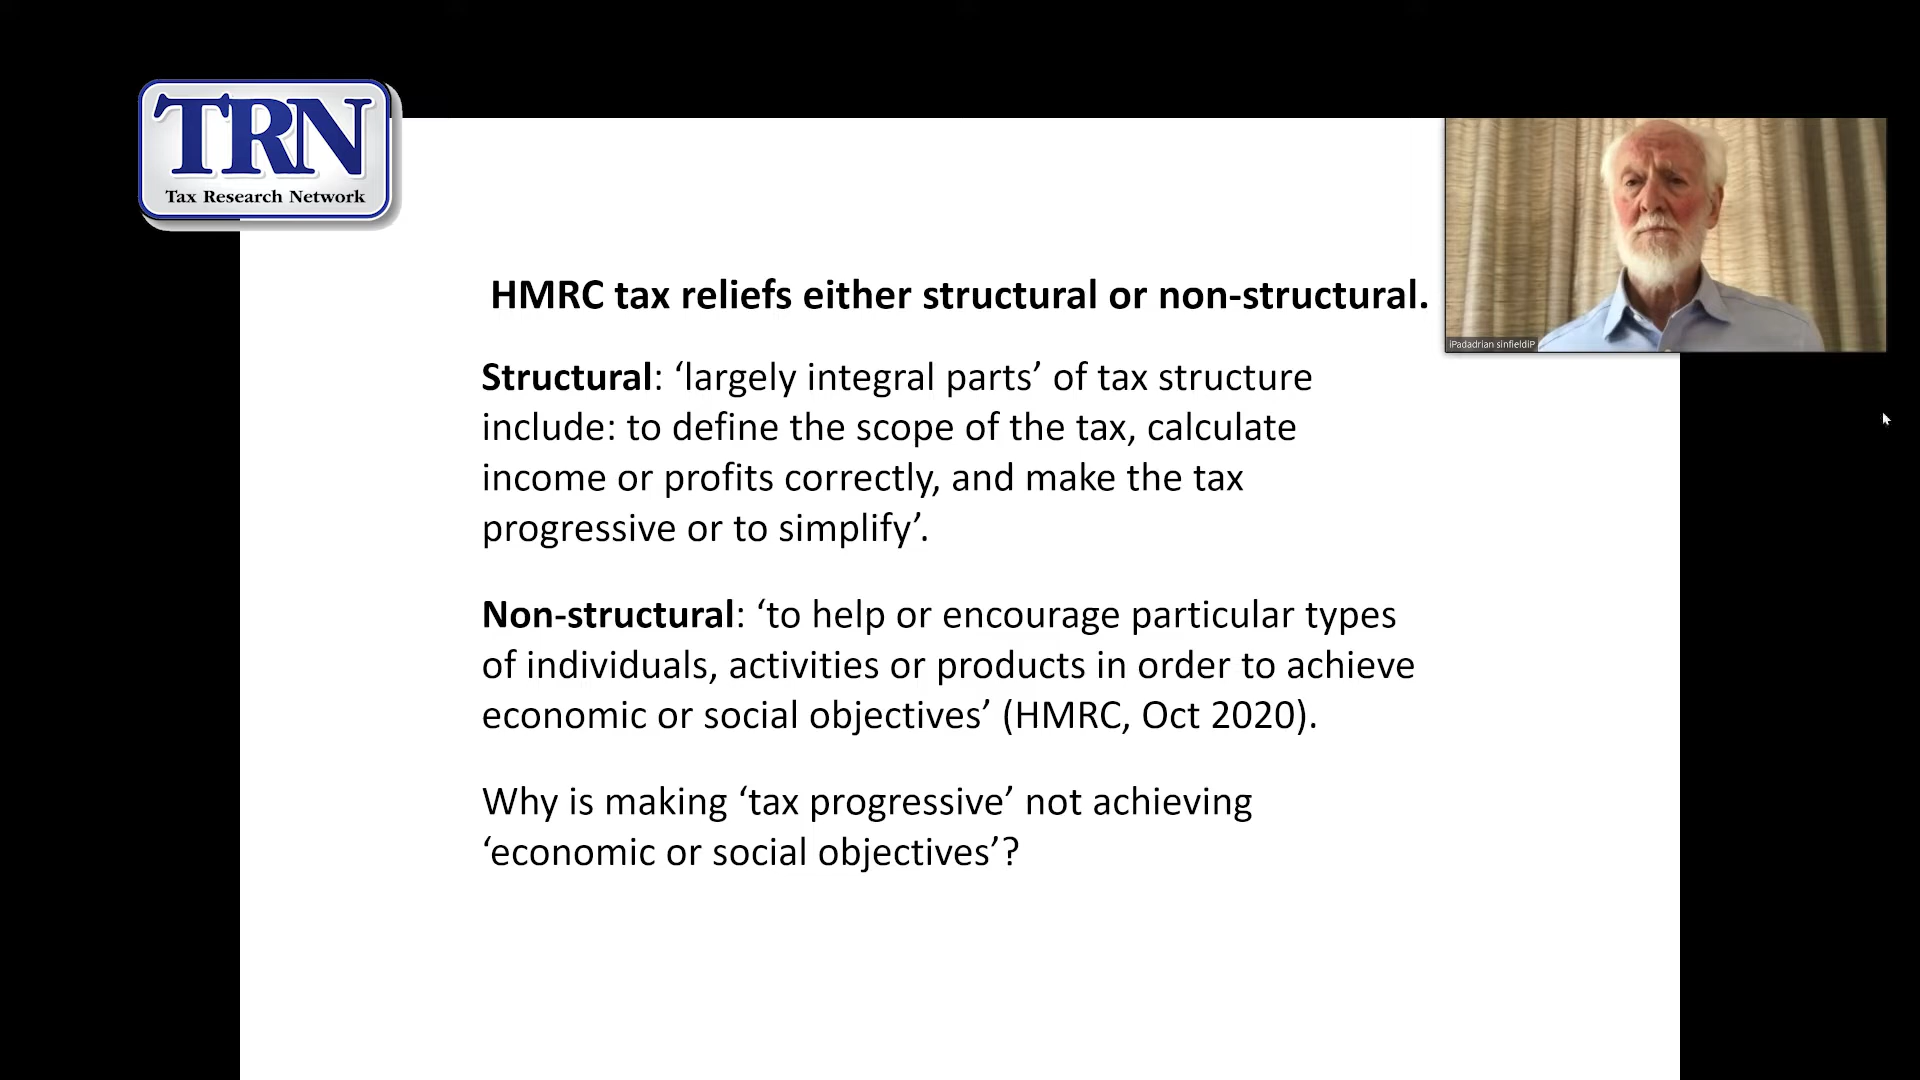 TRN
Tax Research Network
HMRC tax reliefs either structural or non-structural.
Structural: ‘largely integral parts’ of tax structure
include: to define the scope of the tax, calculate
income or profits correctly, and make the tax
progressive or to simplify’.
Non-structural: ‘to help or encourage particular types
of individuals, activities or products in order to achieve
economic or social objectives’ (HMRC, Oct 2020).
Why is making ‘tax progressive’ not achieving
‘economic or social objectives’?
iPadadrian sinfieldiP